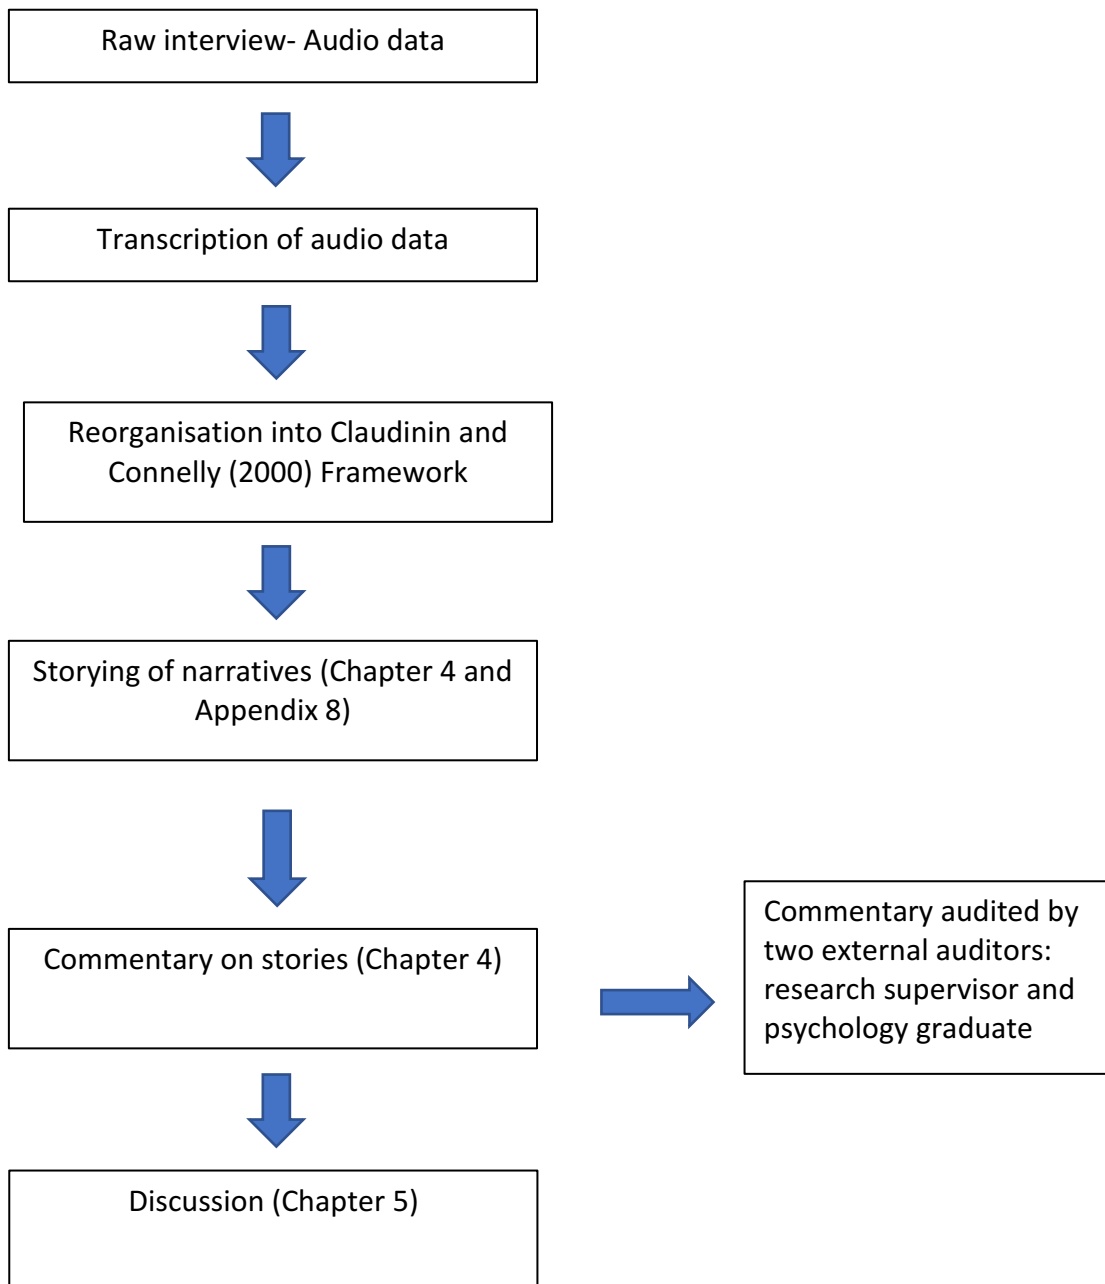 Raw interview- Audio data
Transcription of audio data
Reorganisation into Claudinin and
Connelly (2000) Framework
Storying of narratives (Chapter 4 and
Appendix 8)
Commentary on stories (Chapter 4)
Commentary audited by
two external auditors:
research supervisor and
psychology graduate
Discussion (Chapter 5)